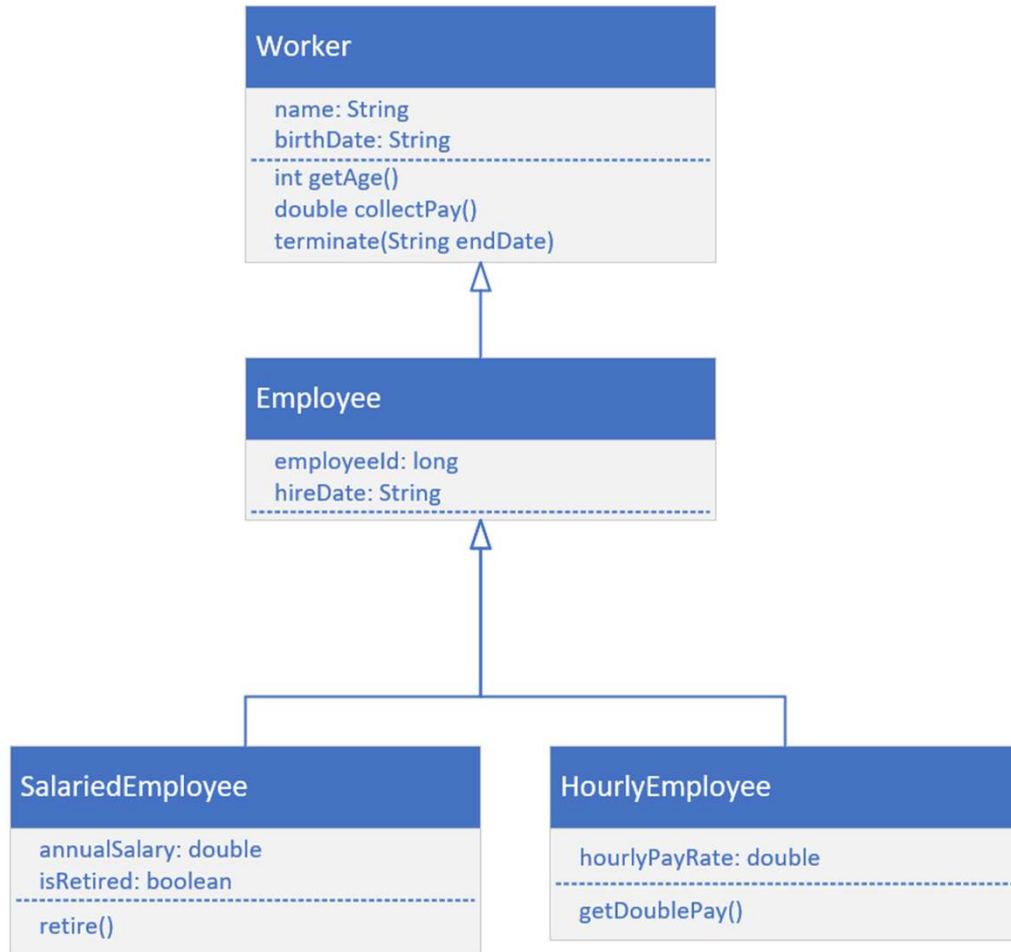 Worker
name: String
birthDate: String
int getAge()
double collectPay()
terminate(String endDate)
Employee
employeeId: long
hireDate: String
SalariedEmployee
annualSalary: double
isRetired: boolean
retire()
HourlyEmployee
hourlyPayRate: double
getDoublePay()